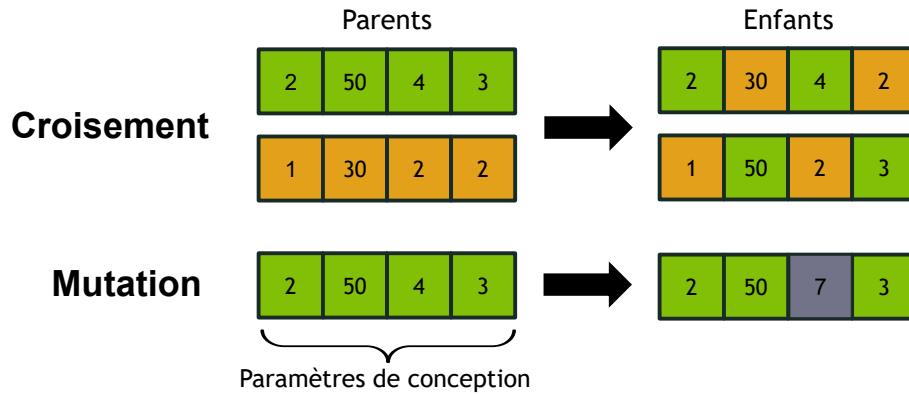 Parents Enfants
2 50 4 3 2 30 4 2
Croisement
1 30 2 2 1 50 2 3
Mutation 2 50 4 3 2 50 7 3
Paramètres de conception